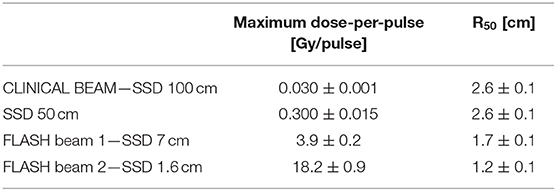 Maximum dose-per-pulse R50 [cm]
[Gy/pulse]
CLINICAL BEAM—SSD 100 cm 0.030 ± 0.001 2.6 ± 0.1
SSD 50 cm 0.300 ± 0.015 2.6 ± 0.1
FLASH beam 1—SSD 7 cm 3.9 ± 0.2 1.7 ± 0.1
FLASH beam 2—SSD 1.6 cm 18.2 ± 0.9 1.2 ± 0.1